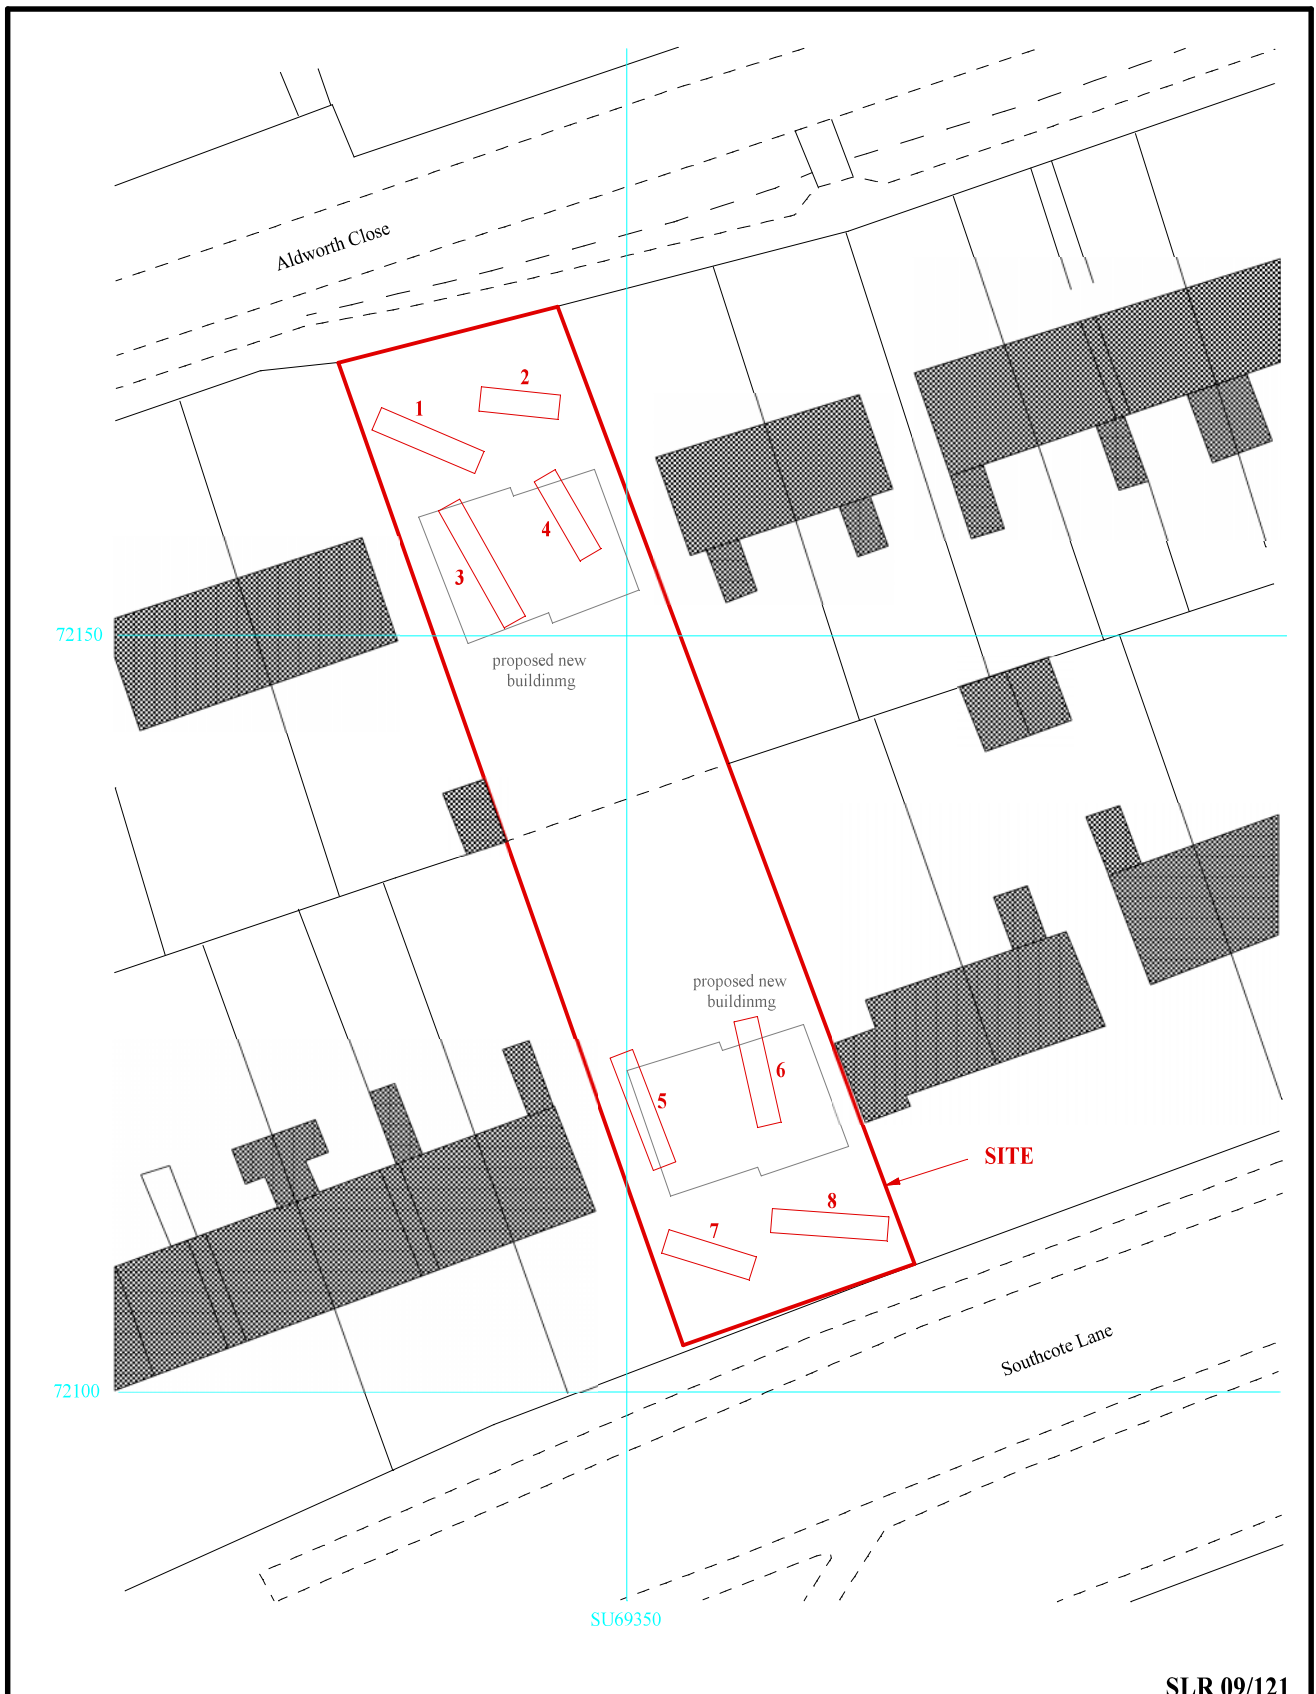 Aldworth Close
2
1
4
3
72150
proposed new
buildinmg
proposed new
buildinmg
6
5
SITE
8
7
Southcote Lane
72100
SU69350
SLR 09/121